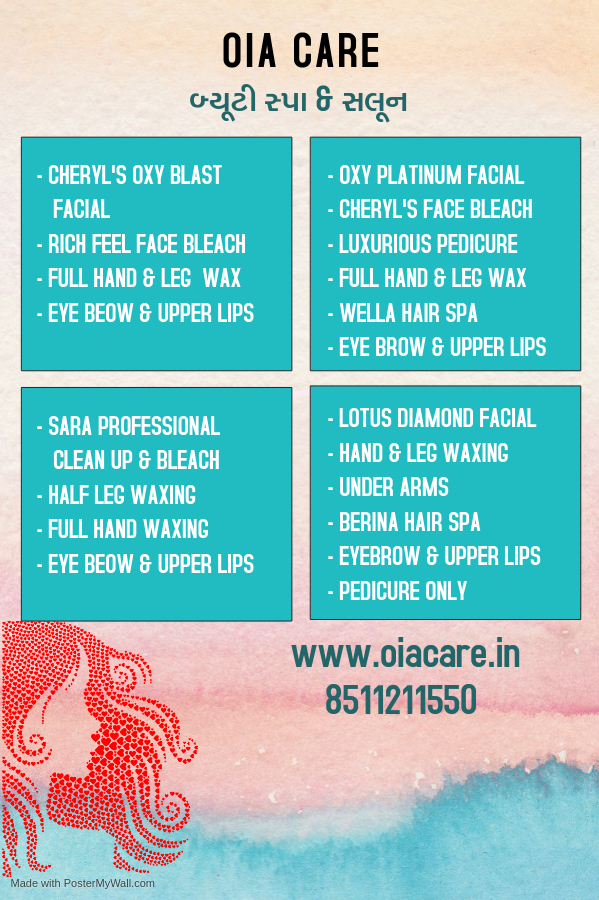 OIA CARE
બ્યૂટી સ્પા & સલૂન
- CHERYL'S OXY BLAST
FACIAL
- RICH FEEL FACE BLEACH
- FULL HAND & LEG WAX
- EYE BEOW & UPPER LIPS
- OXY PLATINUM FACIAL
- CHERYL'S FACE BLEACH
- LUXURIOUS PEDICURE
- FULL HAND & LEG WAX
- WELLA HAIR SPA
- EYE BROW & UPPER LIPS
- SARA PROFESSIONAL
CLEAN UP & BLEACH
- HALF LEG WAXING
- FULL HAND WAXING
- EYE BEOW & UPPER LIPS
- LOTUS DIAMOND FACIAL
- HAND & LEG WAXING
- UNDER ARMS
- BERINA HAIR SPA
- EYEBROW & UPPER LIPS
- PEDICURE ONLY
www.oiacare.in
8511211550
Made with PosterMyWall.com